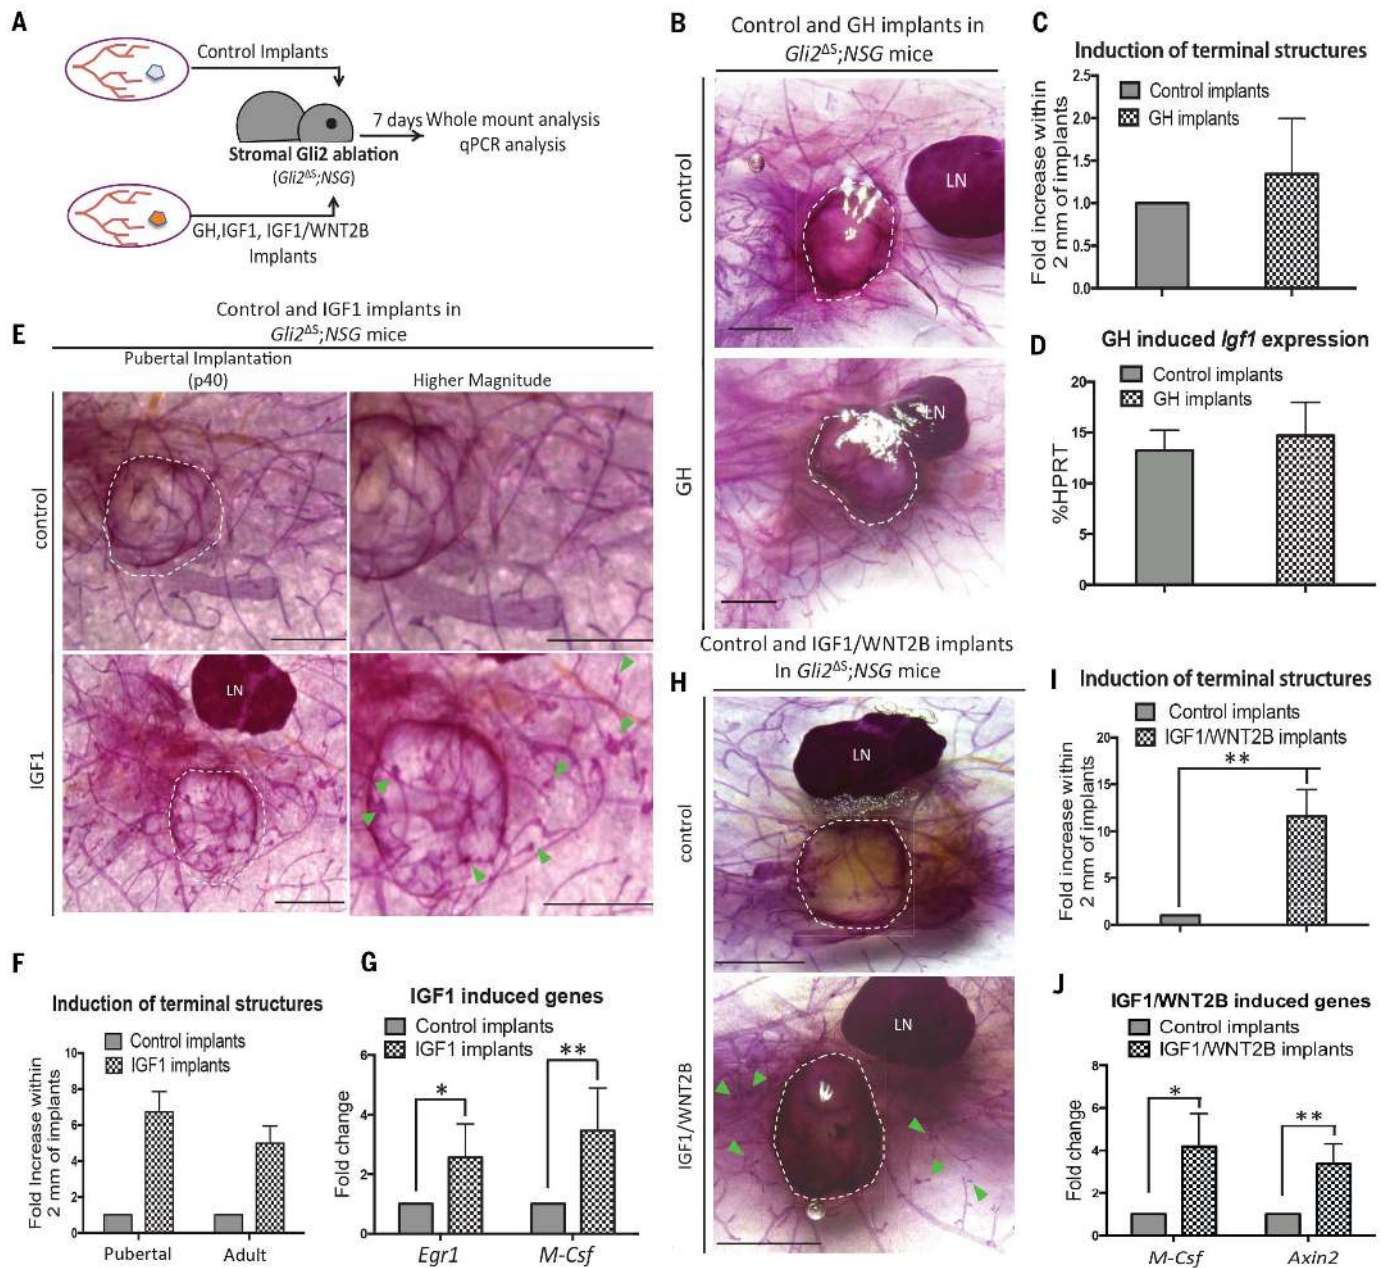 A
Control Implants
Stromal Gli2 ablation
(Gli2ΔS;NSG)
7 days Whole mount analysis
qPCR analysis
GH,IGF1, IGF1/WNT2B
Implants
B
Control and GH implants in
Gli2ΔS;NSG mice
control
LN
GH
LN
C
Induction of terminal structures
Control implants
GH implants
Fold increase within
2 mm of implants
2.5
2.0
1.5
1.0
0.5
0.0
D
GH induced Igf1 expression
Control implants
GH implants
%HPRT
20
15
10
5
0
E
Control and IGF1 implants in
Gli2ΔS;NSG mice
Pubertal Implantation
(p40)
Higher Magnitude
control
IGF1
LN
F
Induction of terminal structures
Control implants
IGF1 implants
Fold Increase within
2 mm of implants
10
8
6
4
2
0
Pubertal
Adult
G
IGF1 induced genes
Control implants
IGF1 implants
Fold change
6
4
2
0
*
**
Egr1
M-Csf
H
Control and IGF1/WNT2B implants
In Gli2ΔS;NSG mice
control
LN
IGF1/WNT2B
LN
I
Induction of terminal structures
Control implants
IGF1/WNT2B implants
Fold increase within
2 mm of implants
20
15
10
5
0
**
J
IGF1/WNT2B induced genes
Control implants
IGF1/WNT2B implants
Fold change
8
6
4
2
0
*
**
M-Csf
Axin2